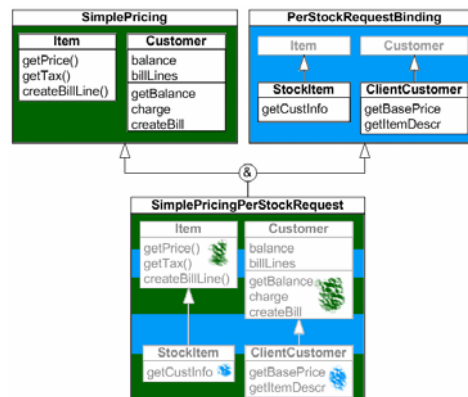 SimplePricing
Item
getPrice()
getTax()
createBillLine()
Customer
balance
billLines
getBalance
charge
createBill
PerStockRequestBinding
Item
Customer
StockItem
getCustInfo
ClientCustomer
getBasePrice
getItemDescr
&
SimplePricingPerStockRequest
Item
getPrice()
getTax()
createBillLine()
Customer
balance
billLines
getBalance
charge
createBill
StockItem
getCustInfo
ClientCustomer
getBasePrice
getItemDescr